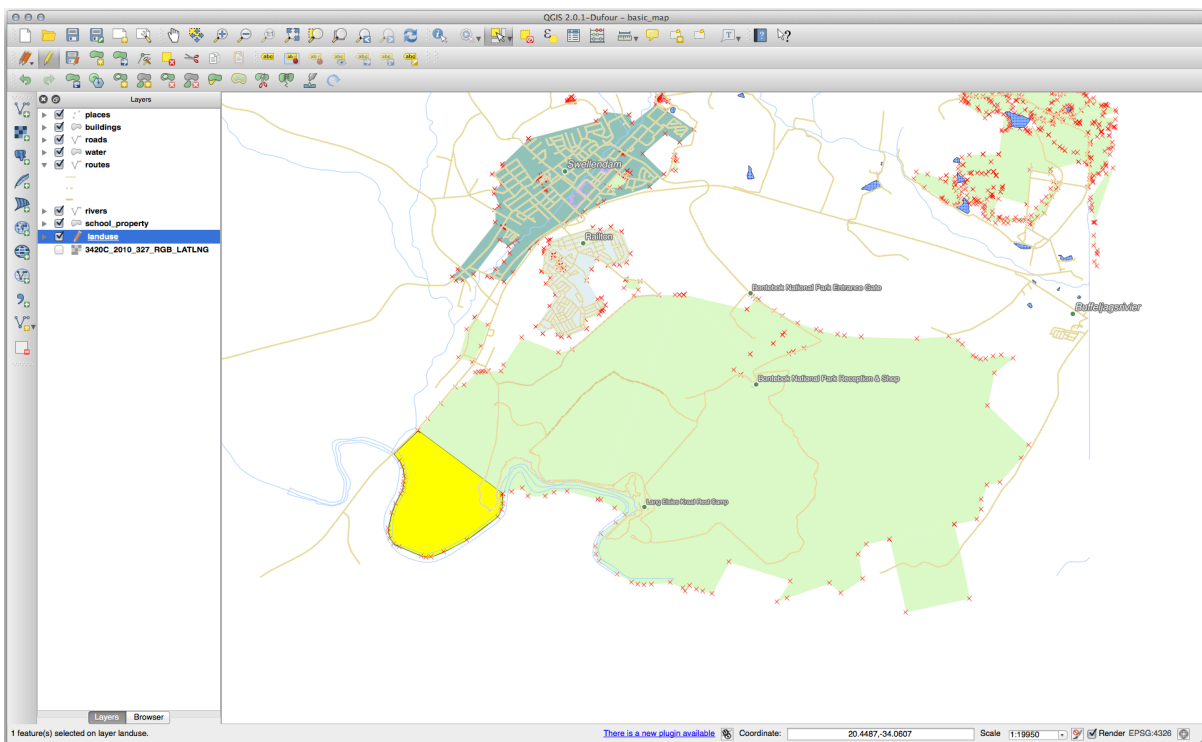 QGIS 2.0.1-Dufour – basic_map
Layers
places
buildings
roads
water
routes
rivers
school_property
landuse
3420C_2010_327_RGB_LATLNG
Swellendam
Railton
Bontebok National Park Entrance Gate
Buffeljagsrivier
Bontebok National Park Reception & Shop
Lang Elsies Kraal Rest Camp
Layers Browser
1 feature(s) selected on layer landuse. There is a new plugin available Coordinate: 20.4487,-34.0607 Scale 1:19950 Render EPSG:4326